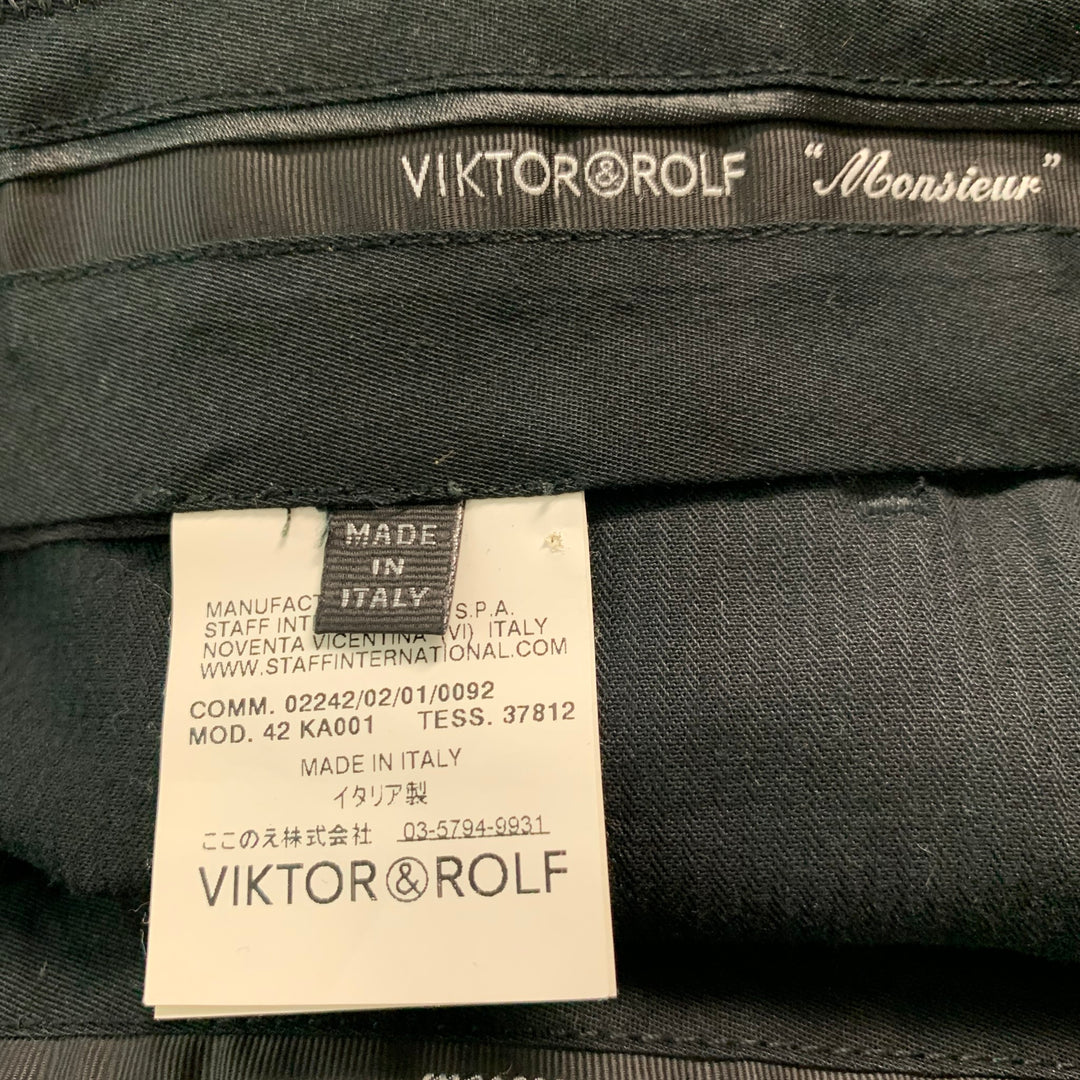 VIKTOR&ROLF "Monsieur"
MADE
IN
ITALY
S.P.A.
STAFF ITALY
NOVENTA VICENTINA (VI) ITALY
WWW.STAFFINTERNATIONAL.COM
COMM. 02242/02/01/0092
MOD. 42 KA001 TESS. 37812
MADE IN ITALY
イタリア製
ここのえ株式会社 03-5794-9931
VIKTOR&ROLF